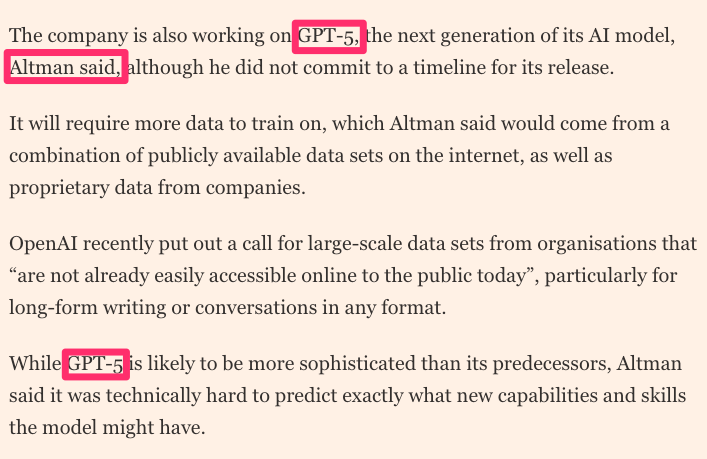 The company is also working on GPT-5, the next generation of its AI model,
Altman said, although he did not commit to a timeline for its release.
It will require more data to train on, which Altman said would come from a
combination of publicly available data sets on the internet, as well as
proprietary data from companies.
OpenAI recently put out a call for large-scale data sets from organisations that
“are not already easily accessible online to the public today”, particularly for
long-form writing or conversations in any format.
While GPT-5 is likely to be more sophisticated than its predecessors, Altman
said it was technically hard to predict exactly what new capabilities and skills
the model might have.